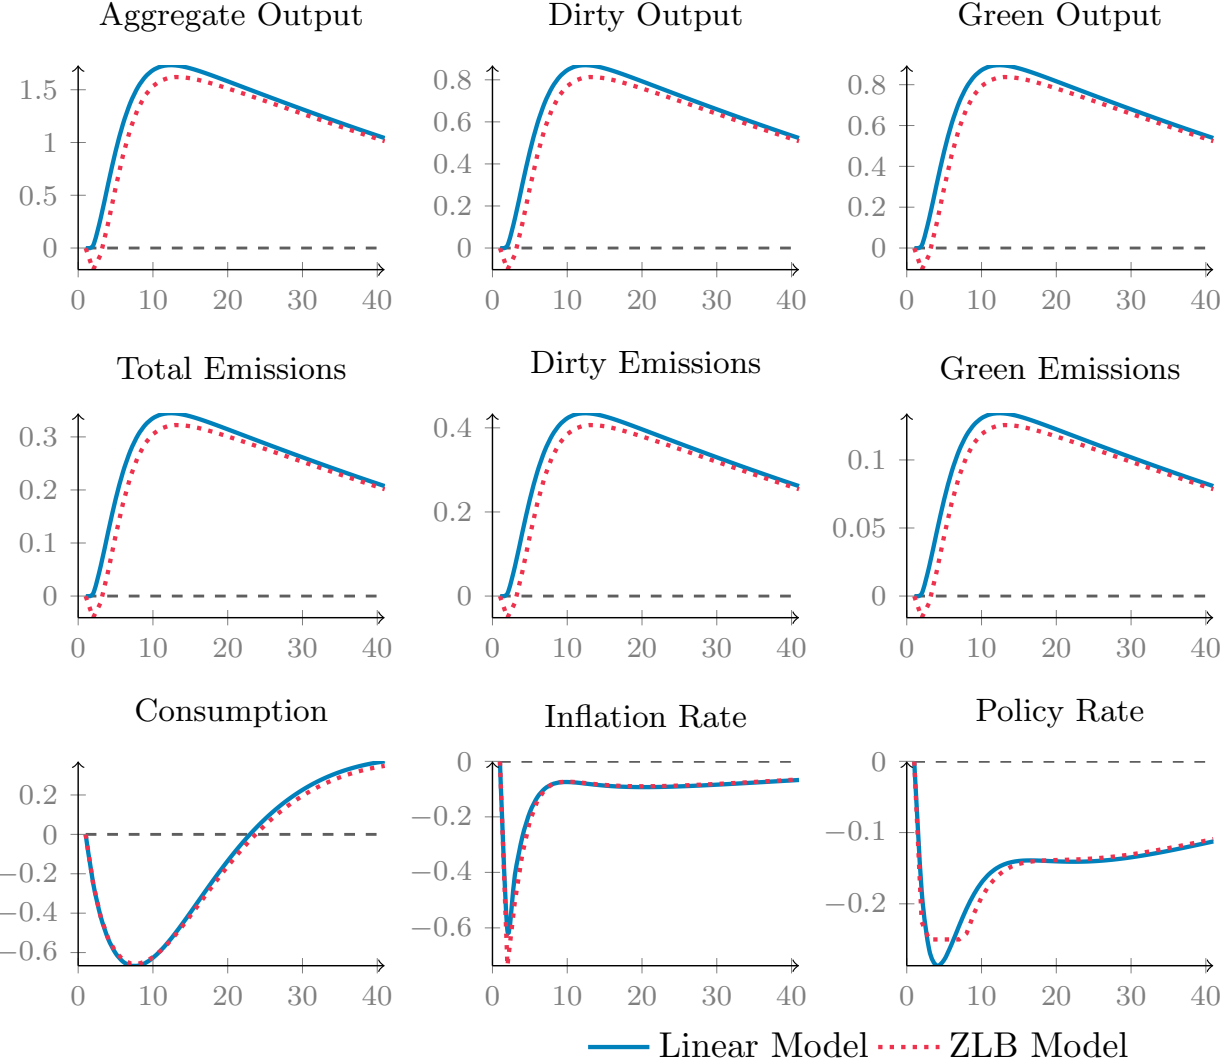 Aggregate Output
Dirty Output
Green Output
1.5
1
0.5
0
0 10 20 30 40
0.8
0.6
0.4
0.2
0
0 10 20 30 40
0.8
0.6
0.4
0.2
0
0 10 20 30 40
Total Emissions
Dirty Emissions
Green Emissions
0.3
0.2
0.1
0
0 10 20 30 40
0.4
0.2
0
0 10 20 30 40
0.1
0.05
0
0 10 20 30 40
Consumption
Inflation Rate
Policy Rate
0.2
0
−0.2
−0.4
−0.6
0 10 20 30 40
0
−0.2
−0.4
−0.6
0 10 20 30 40
0
−0.1
−0.2
0 10 20 30 40
Linear Model ZLB Model